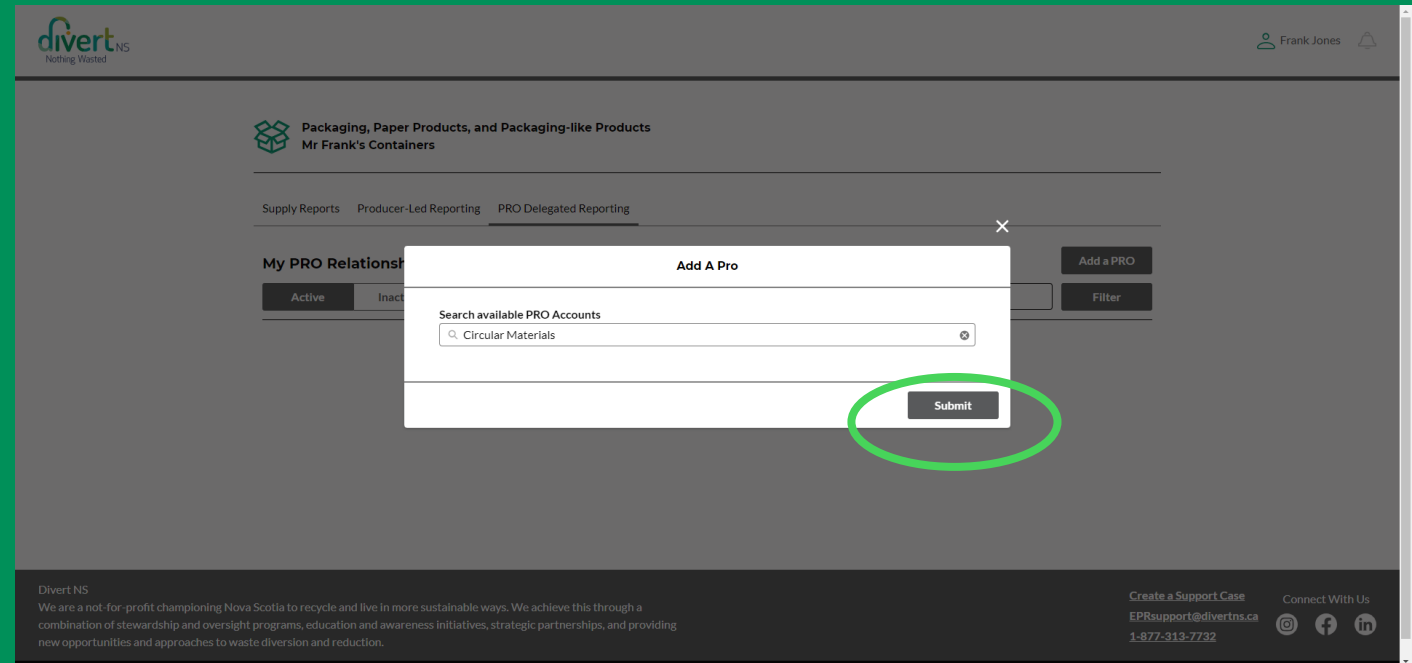 divert NS
Nothing Wasted
Frank Jones
Packaging, Paper Products, and Packaging-like Products
Mr Frank's Containers
Supply Reports Producer-Led Reporting PRO Delegated Reporting
My PRO Relationsh
Add a PRO
Active Inact
Filter
Add A Pro
Search available PRO Accounts
Circular Materials
Submit
Divert NS
We are a not-for-profit championing Nova Scotia to recycle and live in more sustainable ways. We achieve this through a
combination of stewardship and oversight programs, education and awareness initiatives, strategic partnerships, and providing
new opportunities and approaches to waste diversion and reduction.
Create a Support Case
EPRsupport@divertns.ca
1-877-313-7732
Connect With Us